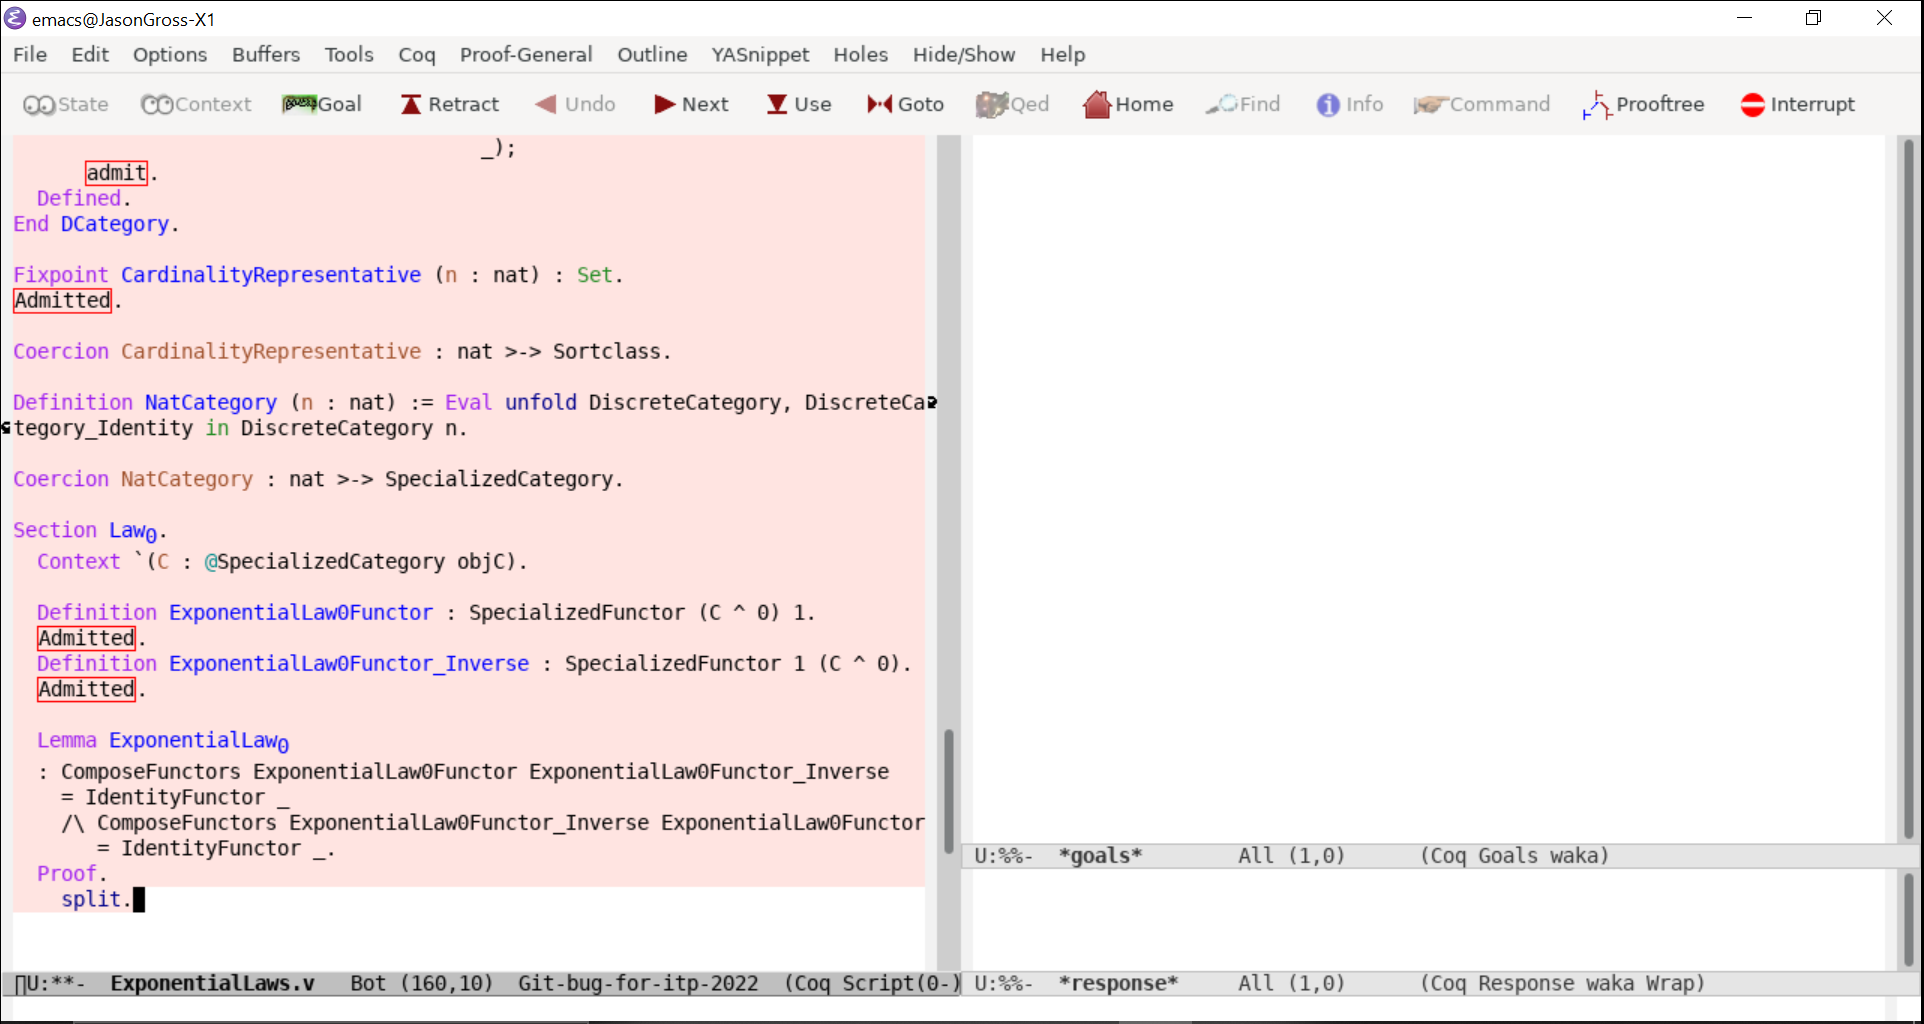 emacs@JasonGross-X1
File Edit Options Buffers Tools Coq Proof-General Outline YASnippet Holes Hide/Show Help
State Context Goal Retract Undo Next Use Goto Qed Home Find Info Command Prooftree Interrupt
_);
admit.
Defined.
End DCategory.
Fixpoint CardinalityRepresentative (n : nat) : Set.
Admitted.
Coercion CardinalityRepresentative : nat >-> Sortclass.
Definition NatCategory (n : nat) := Eval unfold DiscreteCategory, DiscreteCa
tegory_Identity in DiscreteCategory n.
Coercion NatCategory : nat >-> SpecializedCategory.
Section Law₀.
Context `(C : @SpecializedCategory objC).
Definition ExponentialLaw0Functor : SpecializedFunctor (C ^ 0) 1.
Admitted.
Definition ExponentialLaw0Functor_Inverse : SpecializedFunctor 1 (C ^ 0).
Admitted.
Lemma ExponentialLaw₀
: ComposeFunctors ExponentialLaw0Functor ExponentialLaw0Functor_Inverse
= IdentityFunctor _
/\ ComposeFunctors ExponentialLaw0Functor_Inverse ExponentialLaw0Functor
= IdentityFunctor _.
Proof.
split.
U:**- ExponentialLaws.v Bot (160,10) Git-bug-for-itp-2022 (Coq Script(0-)
U:%%- *goals* All (1,0) (Coq Goals waka)
U:%%- *response* All (1,0) (Coq Response waka Wrap)